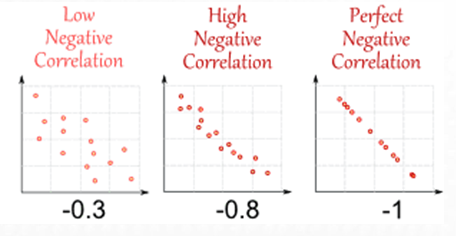 Low
Negative
Correlation
-0.3
High
Negative
Correlation
-0.8
Perfect
Negative
Correlation
-1